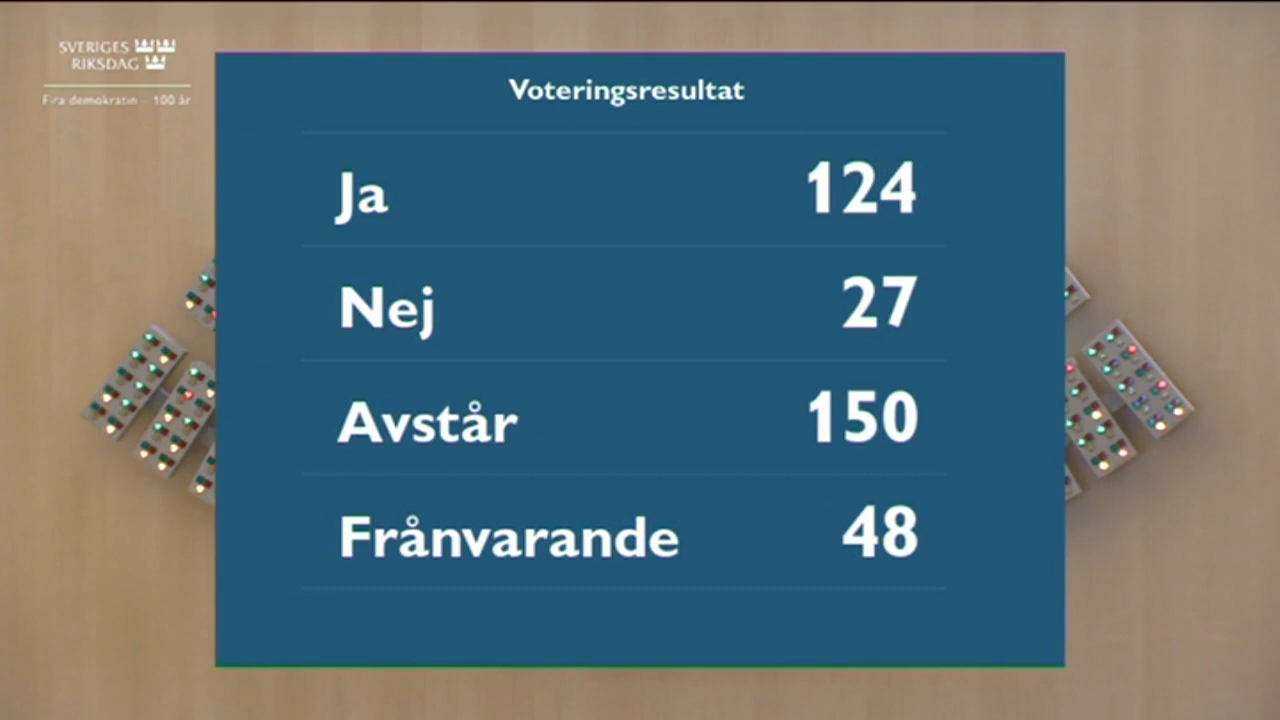 SVERIGES
RIKSDAG
Fira demokratin – 100 år
Voteringsresultat
Ja 124
Nej 27
Avstår 150
Frånvarande 48